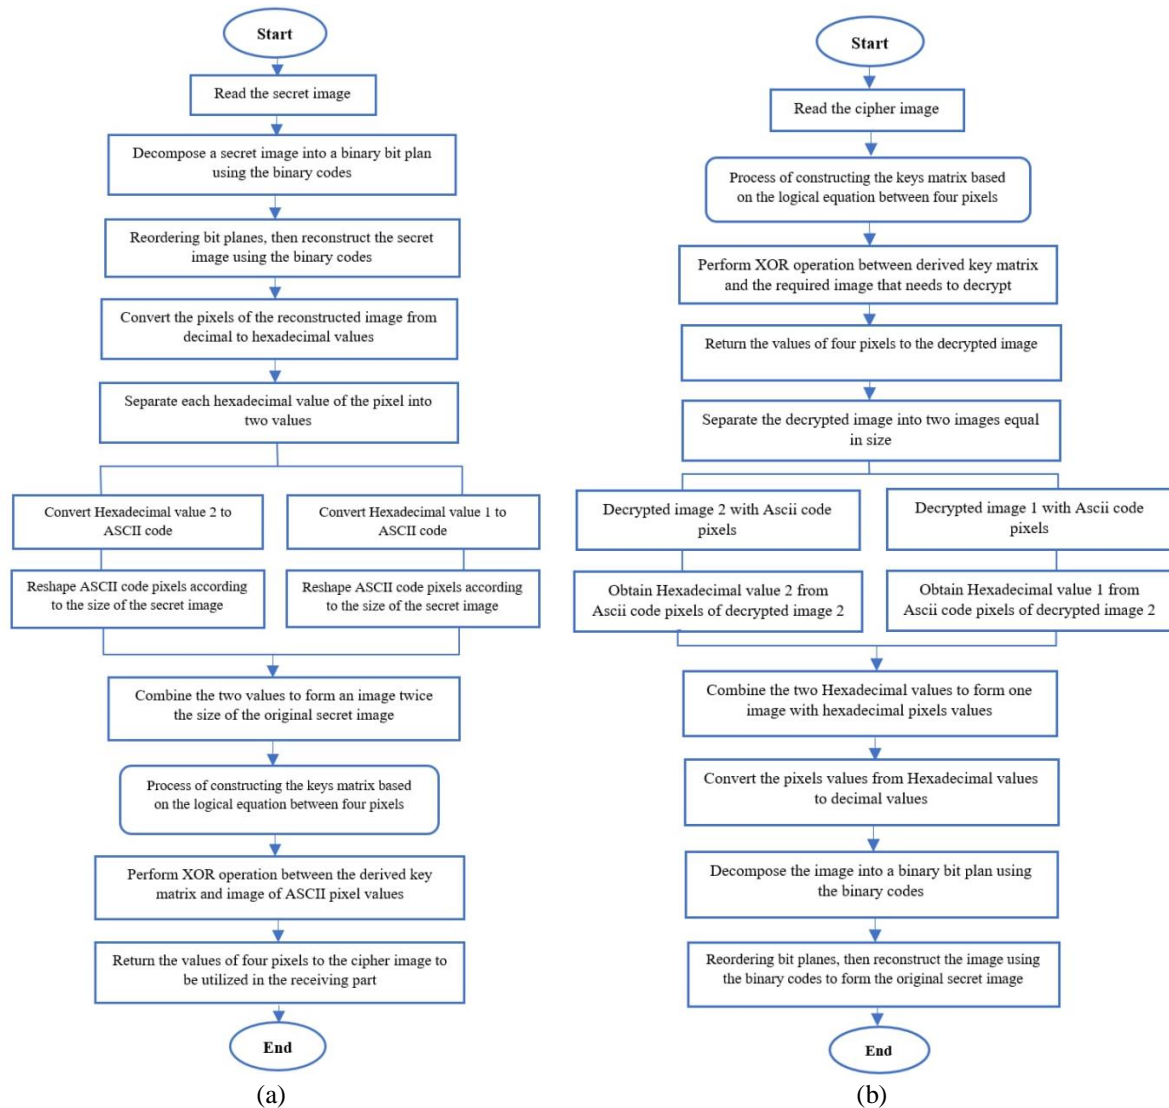 Start
Read the secret image
Decompose a secret image into a binary bit plan
using the binary codes
Reordering bit planes, then reconstruct the secret
image using the binary codes
Convert the pixels of the reconstructed image from
decimal to hexadecimal values
Separate each hexadecimal value of the pixel into
two values
Convert Hexadecimal value 2 to
ASCII code
Convert Hexadecimal value 1 to
ASCII code
Reshape ASCII code pixels according
to the size of the secret image
Reshape ASCII code pixels according
to the size of the secret image
Combine the two values to form an image twice
the size of the original secret image
Process of constructing the keys matrix based
on the logical equation between four pixels
Perform XOR operation between the derived key
matrix and image of ASCII pixel values
Return the values of four pixels to the cipher image to
be utilized in the receiving part
End
(a)
Start
Read the cipher image
Process of constructing the keys matrix based
on the logical equation between four pixels
Perform XOR operation between derived key matrix
and the required image that needs to decrypt
Return the values of four pixels to the decrypted image
Separate the decrypted image into two images equal
in size
Decrypted image 2 with Ascii code
pixels
Decrypted image 1 with Ascii code
pixels
Obtain Hexadecimal value 2 from
Ascii code pixels of decrypted image 2
Obtain Hexadecimal value 1 from
Ascii code pixels of decrypted image 2
Combine the two Hexadecimal values to form one
image with hexadecimal pixels values
Convert the pixels values from Hexadecimal values
to decimal values
Decompose the image into a binary bit plan using
the binary codes
Reordering bit planes, then reconstruct the image using
the binary codes to form the original secret image
End
(b)